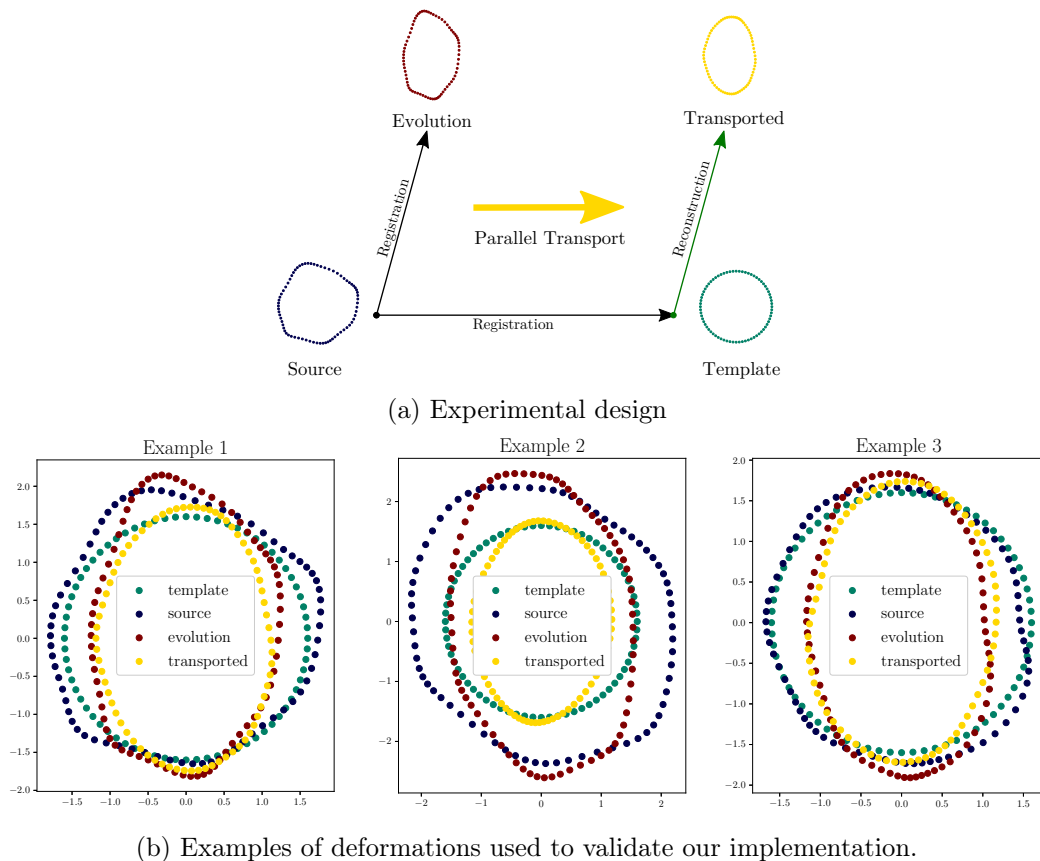 Evolution
Transported
Registration
Reconstruction
Parallel Transport
Registration
Source
Template
(a) Experimental design
Example 1
2.0
1.5
1.0
0.5
0.0
−0.5
−1.0
−1.5
−2.0
template
source
evolution
transported
−1.5
−1.0
−0.5
0.0
0.5
1.0
1.5
Example 2
2
1
0
−1
−2
template
source
evolution
transported
−2
−1
0
1
2
Example 3
2.0
1.5
1.0
0.5
0.0
−0.5
−1.0
−1.5
−2.0
template
source
evolution
transported
−1.5
−1.0
−0.5
0.0
0.5
1.0
1.5
(b) Examples of deformations used to validate our implementation.